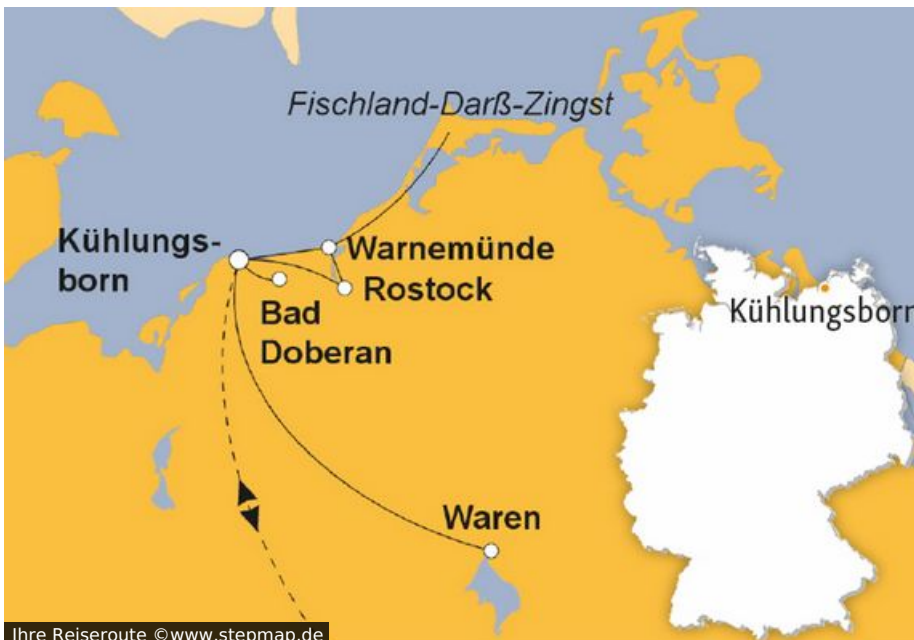 Fischland-Darß-Zingst
Kühlungs-
born
Warnemünde
Rostock
Bad
Doberan
Waren
Kühlungsborn
Ihre Reiseroute ©www.stepmap.de